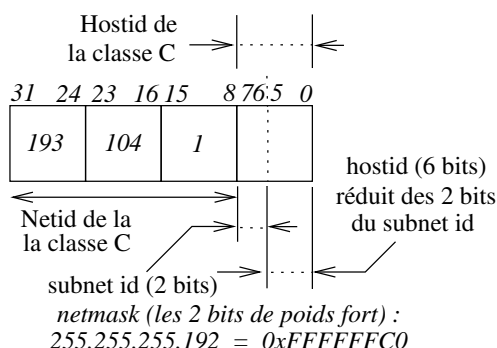 Hostid de
la classe C
31 24 23 16 15 8 7 6 5 0
193 104 1
hostid (6 bits)
réduit des 2 bits
du subnet id
Netid de la
la classe C
subnet id (2 bits)
netmask (les 2 bits de poids fort) :
255.255.255.192 = 0xFFFFFFC0